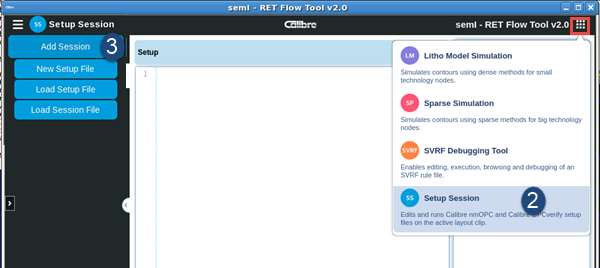 semI - RET Flow Tool v2.0
SS Setup Session
Calibre
semI - RET Flow Tool v2.0
Add Session
3
New Setup File
Load Setup File
Load Session File
Setup
1
LM Litho Model Simulation
Simulates contours using dense methods for small
technology nodes.
SP Sparse Simulation
Simulates contours using sparse methods for big technology
nodes.
SVRF SVRF Debugging Tool
Enables editing, execution, browsing and debugging of an
SVRF rule file.
SS Setup Session
2
Edits and runs Calibre nmOPC and Calibre verify setup
files on the active layout clip.